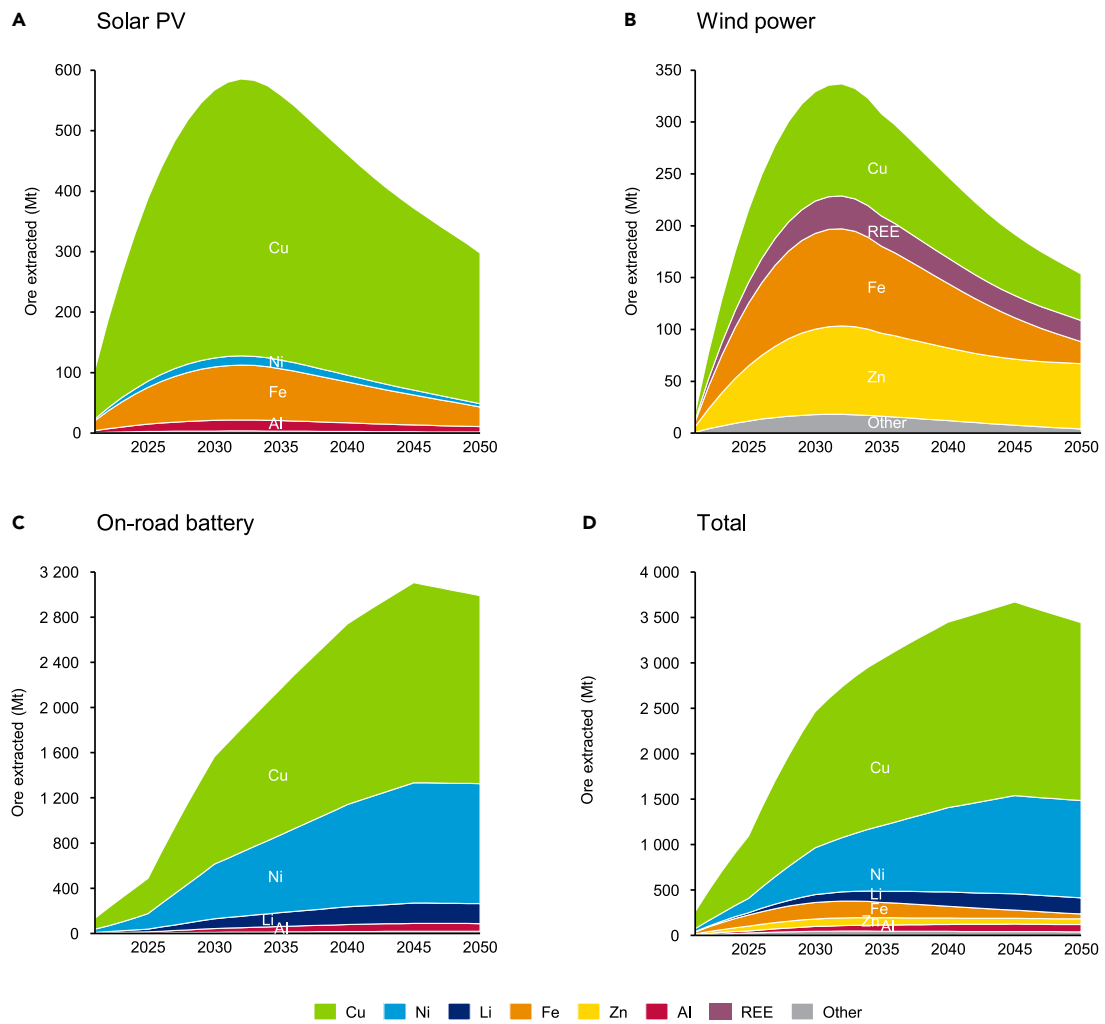 A Solar PV
Ore extracted (Mt)
600
500
400
300
200
100
0
Cu
Ni
Fe
Al
2025 2030 2035 2040 2045 2050
B Wind power
Ore extracted (Mt)
350
300
250
200
150
100
50
0
Cu
REE
Fe
Zn
Other
2025 2030 2035 2040 2045 2050
C On-road battery
Ore extracted (Mt)
3 200
2 800
2 400
2 000
1 600
1 200
800
400
0
Cu
Ni
Li
Al
2025 2030 2035 2040 2045 2050
D Total
Ore extracted (Mt)
4 000
3 500
3 000
2 500
2 000
1 500
1 000
500
0
Cu
Ni
Li
Fe
Zn
Al
2025 2030 2035 2040 2045 2050
Cu Ni Li Fe Zn Al REE Other